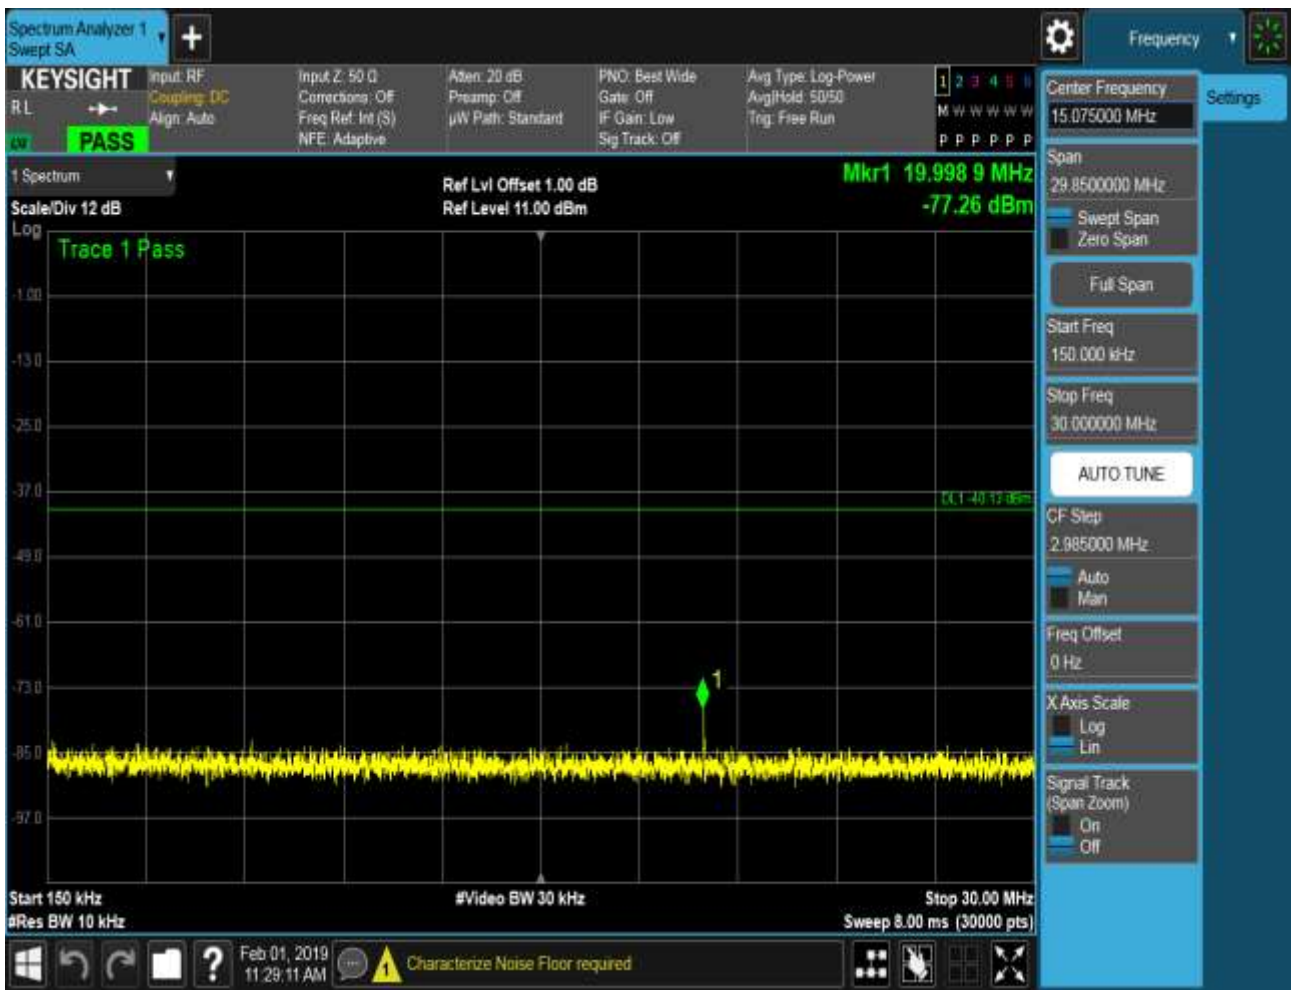 Spectrum Analyzer 1
Swept SA
Frequency
KEYSIGHT
R L
PASS
Input: RF
Coupling: DC
Align: Auto
Input Z: 50 Ω
Corrections: Off
Freq Ref: Int (S)
NFE: Adaptive
Atten: 20 dB
Preamp: Off
µW Path: Standard
PNO: Best Wide
Gate: Off
IF Gain: Low
Sig Track: Off
Avg Type: Log-Power
Avg|Hold: 50/50
Trig: Free Run
1 2 3 4 5 6
M W W W W W
P P P P P P
1 Spectrum
Scale/Div 12 dB
Log
Ref Lvl Offset 1.00 dB
Ref Level 11.00 dBm
Mkr1 19.998 9 MHz
-77.26 dBm
Trace 1 Pass
-1.00
-13.0
-25.0
-37.0
DL1 -40.13 dBm
-49.0
-61.0
-73.0
1
-85.0
-97.0
Start 150 kHz
#Res BW 10 kHz
#Video BW 30 kHz
Stop 30.00 MHz
Sweep 8.00 ms (30000 pts)
Center Frequency
15.075000 MHz
Settings
Span
29.8500000 MHz
Swept Span
Zero Span
Full Span
Start Freq
150.000 kHz
Stop Freq
30.000000 MHz
AUTO TUNE
CF Step
2.985000 MHz
Auto
Man
Freq Offset
0 Hz
X Axis Scale
Log
Lin
Signal Track
(Span Zoom)
On
Off
?
Feb 01, 2019
11:29:11 AM
1
Characterize Noise Floor required